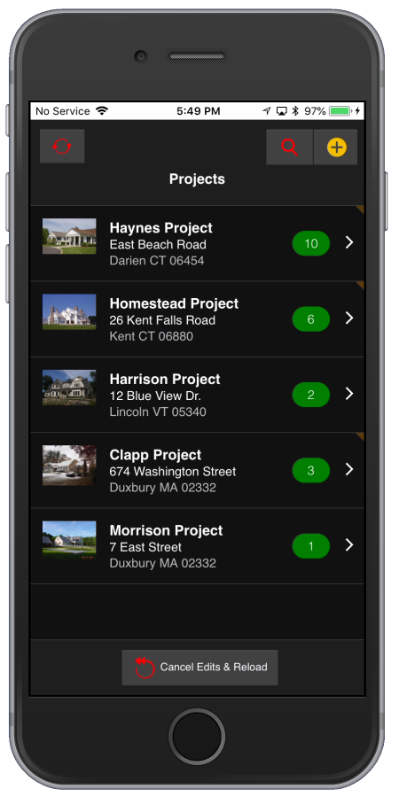 No Service 5:49 PM 97%
Projects
Haynes Project
East Beach Road
Darien CT 06454
10
Homestead Project
26 Kent Falls Road
Kent CT 06880
6
Harrison Project
12 Blue View Dr.
Lincoln VT 05340
2
Clapp Project
674 Washington Street
Duxbury MA 02332
3
Morrison Project
7 East Street
Duxbury MA 02332
1
Cancel Edits & Reload